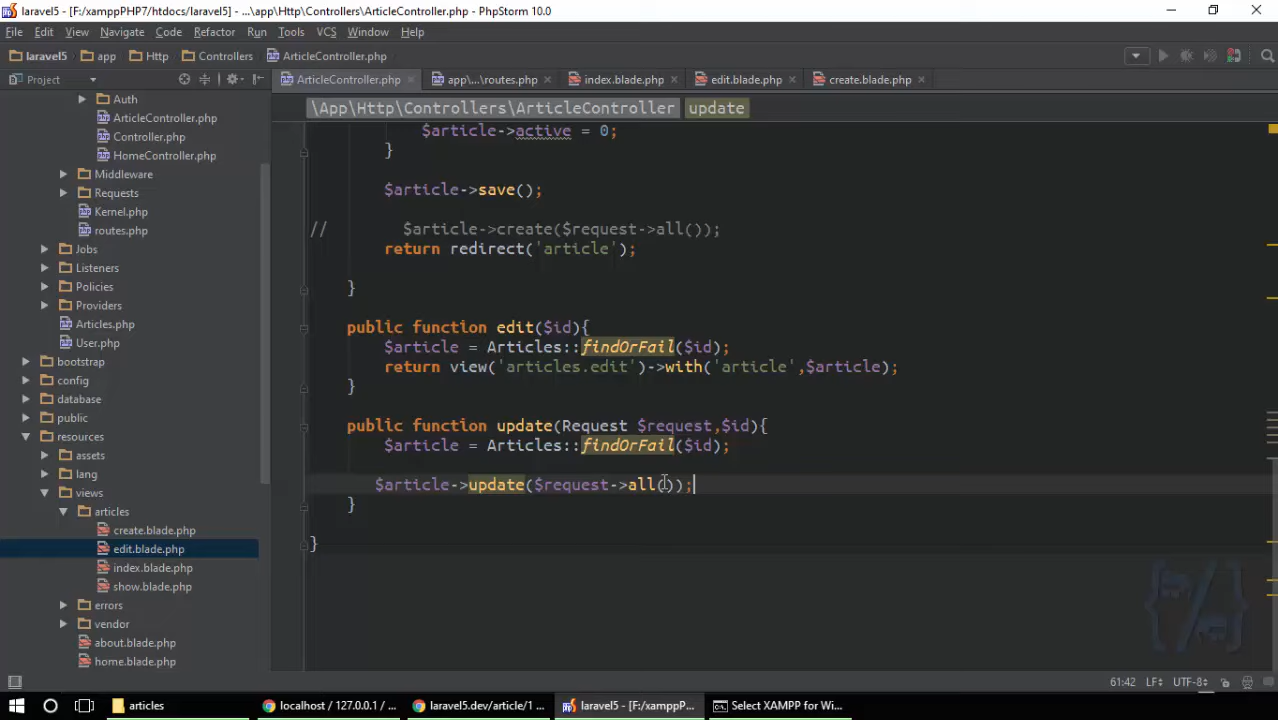 laravel5 - [F:/xamppPHP7/htdocs/laravel5] - ...\app\Http\Controllers\ArticleController.php - PhpStorm 10.0
File Edit View Navigate Code Refactor Run Tools VCS Window Help
laravel5 app Http Controllers ArticleController.php
Project
ArticleController.php app\...\routes.php index.blade.php edit.blade.php create.blade.php
\App\Http\Controllers\ArticleController update
Auth
ArticleController.php
Controller.php
HomeController.php
Middleware
Requests
Kernel.php
routes.php
Jobs
Listeners
Policies
Providers
Articles.php
User.php
bootstrap
config
database
public
resources
assets
lang
views
articles
create.blade.php
edit.blade.php
index.blade.php
show.blade.php
errors
vendor
about.blade.php
home.blade.php
$article->active = 0;
}
$article->save();
// $article->create($request->all());
return redirect('article');
}
public function edit($id){
$article = Articles::findOrFail($id);
return view('articles.edit')->with('article',$article);
}
public function update(Request $request,$id){
$article = Articles::findOrFail($id);
$article->update($request->all());
}
}
61:42 LF÷ UTF-8÷
articles
localhost / 127.0.0.1 / ...
laravel5.dev/article/1 ...
laravel5 - [F:/xamppP...
Select XAMPP for Wi...